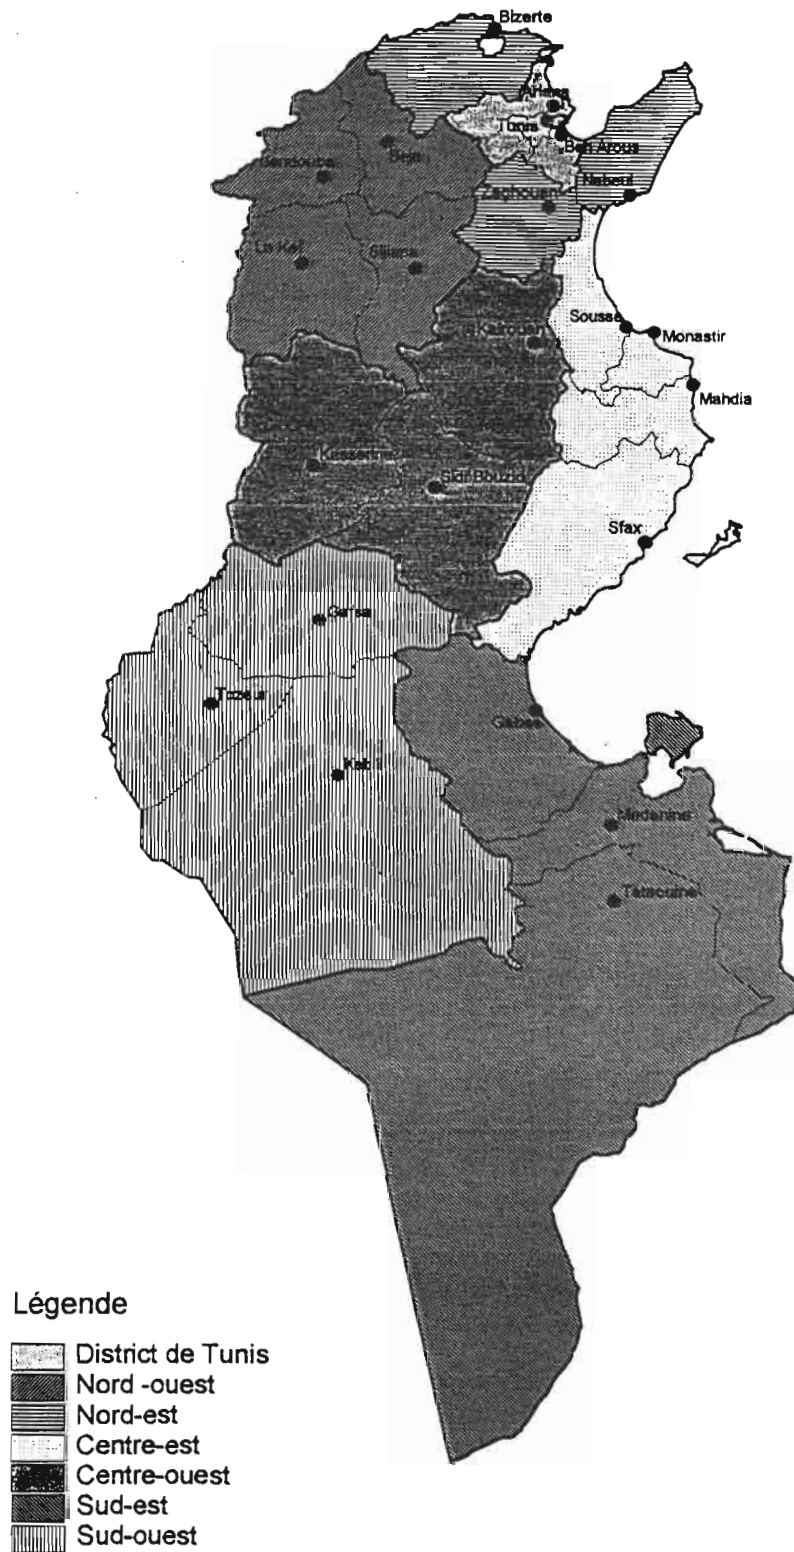 Bizerte
Ariana
Tunis
Ben Arous
Beja
Jendouba
Nabeul
Zaghouan
Le Kef
Siliana
Sousse
Monastir
Kairouan
Mahdia
Kasserine
Sidi Bouzid
Sfax
Gafsa
Tozeur
Gabes
Kebili
Medenine
Tataouine
Légende
District de Tunis
Nord -ouest
Nord-est
Centre-est
Centre-ouest
Sud-est
Sud-ouest